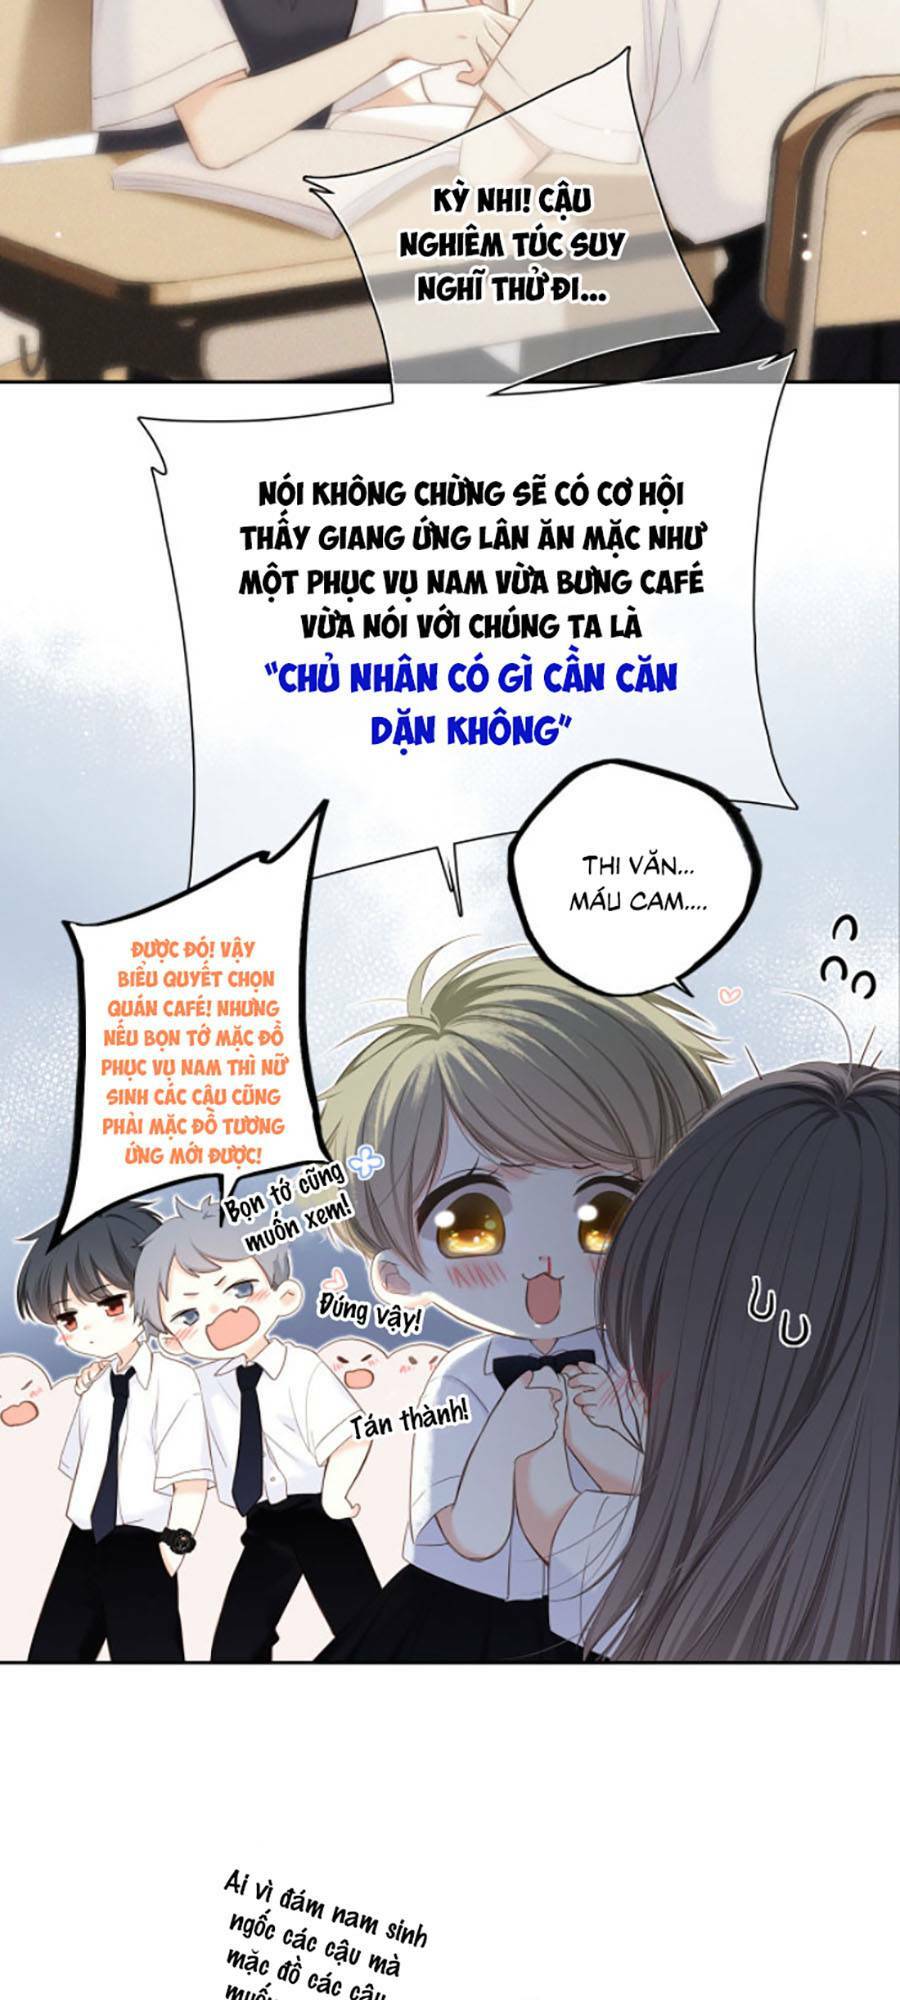 KỲ NHI! CẬU
NGHIÊM TÚC SUY
NGHĨ THỬ ĐI...
NÓI KHÔNG CHỪNG SẼ CÓ CƠ HỘI
THẤY GIANG ỨNG LÂN ĂN MẶC NHƯ
MỘT PHỤC VỤ NAM VỪA BƯNG CAFÉ
VỪA NÓI VỚI CHÚNG TA LÀ
"CHỦ NHÂN CÓ GÌ CẦN CĂN
DẶN KHÔNG"
THI VĂN...
MÁU CAM....
ĐƯỢC ĐÓ! VẬY
BIỂU QUYẾT CHỌN
QUÁN CAFÉ! NHƯNG
NẾU BỌN TỚ MẶC ĐỒ
PHỤC VỤ NAM THÌ NỮ
SINH CÁC CẬU CŨNG
PHẢI MẶC ĐỒ TƯƠNG
ỨNG MỚI ĐƯỢC!
Bọn tớ cũng
muốn xem!
Đúng vậy!
Tán thành!
Ai vì đám nam sinh
ngốc các cậu mà
mặc đồ các cậu
muốn